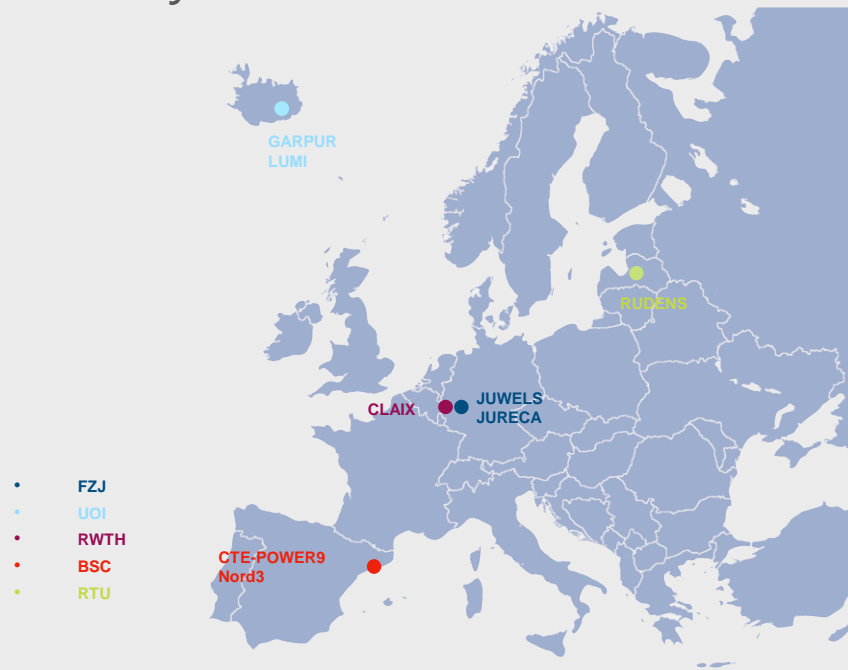 GARPUR
LUMI
RUDENS
JUWELS
CLAIX
JURECA
• FZJ
• UOI
• RWTH
• BSC
• RTU
CTE-POWER9
Nord3